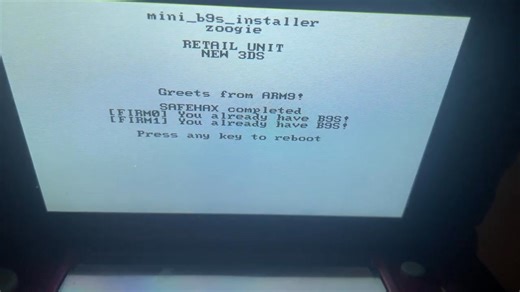 mini_b9s_installer
zoogie
RETAIL UNIT
NEW 3DS
Greets from ARM9!
SAFEHAX completed
[FIRM0] You already have B9S!
[FIRM1] You already have B9S!
Press any key to reboot